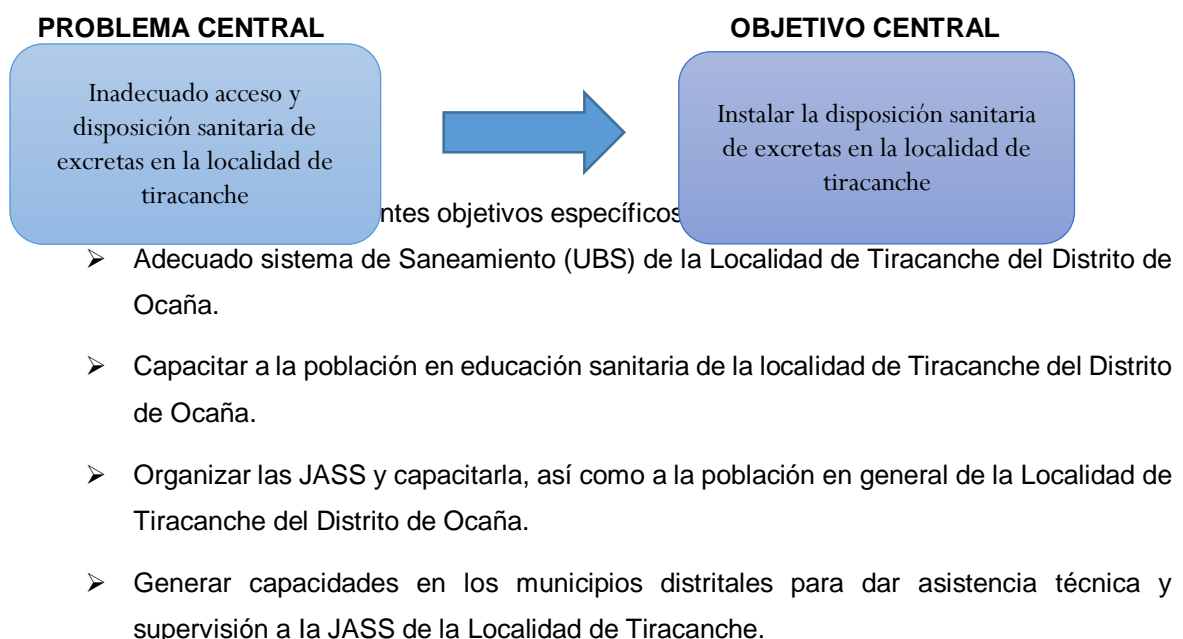 PROBLEMA CENTRAL
OBJETIVO CENTRAL
Inadecuado acceso y
disposición sanitaria de
excretas en la localidad de
tiracanche
Instalar la disposición sanitaria
de excretas en la localidad de
tiracanche
objetivos específicos
➢ Adecuado sistema de Saneamiento (UBS) de la Localidad de Tiracanche del Distrito de
Ocaña.
➢ Capacitar a la población en educación sanitaria de la localidad de Tiracanche del Distrito
de Ocaña.
➢ Organizar las JASS y capacitarla, así como a la población en general de la Localidad de
Tiracanche del Distrito de Ocaña.
➢ Generar capacidades en los municipios distritales para dar asistencia técnica y
supervisión a la JASS de la Localidad de Tiracanche.